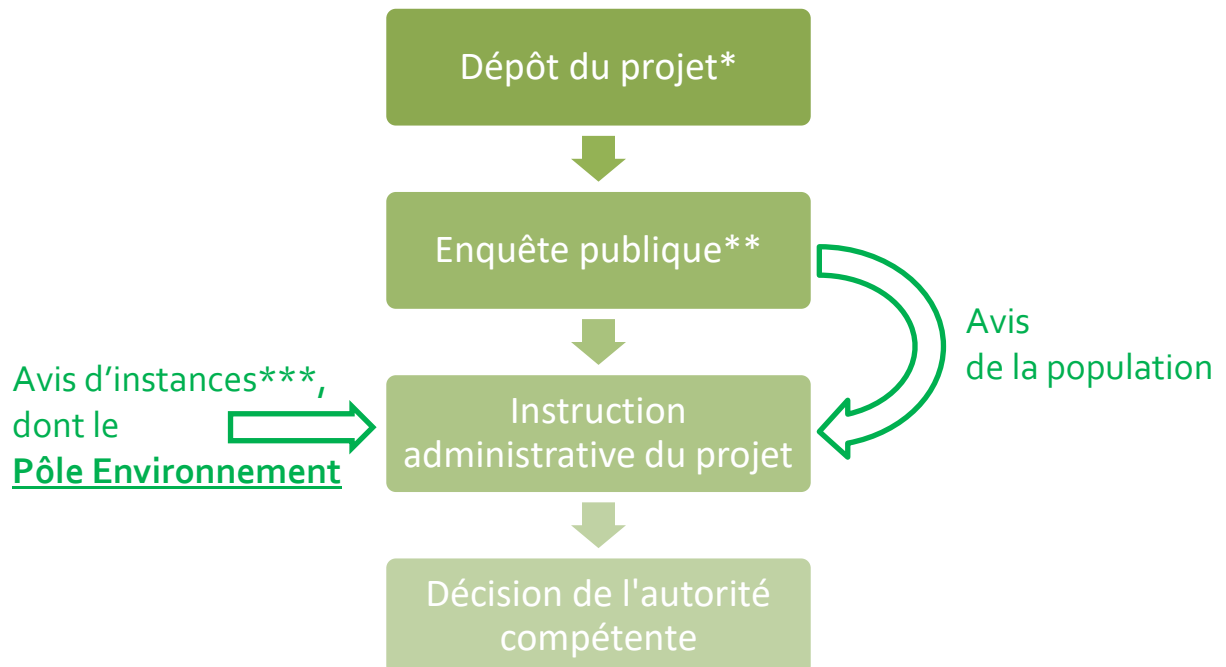 Dépôt du projet*
Enquête publique**
Avis
de la population
Avis d’instances***,
dont le
Pôle Environnement
Instruction
administrative du projet
Décision de l'autorité
compétente